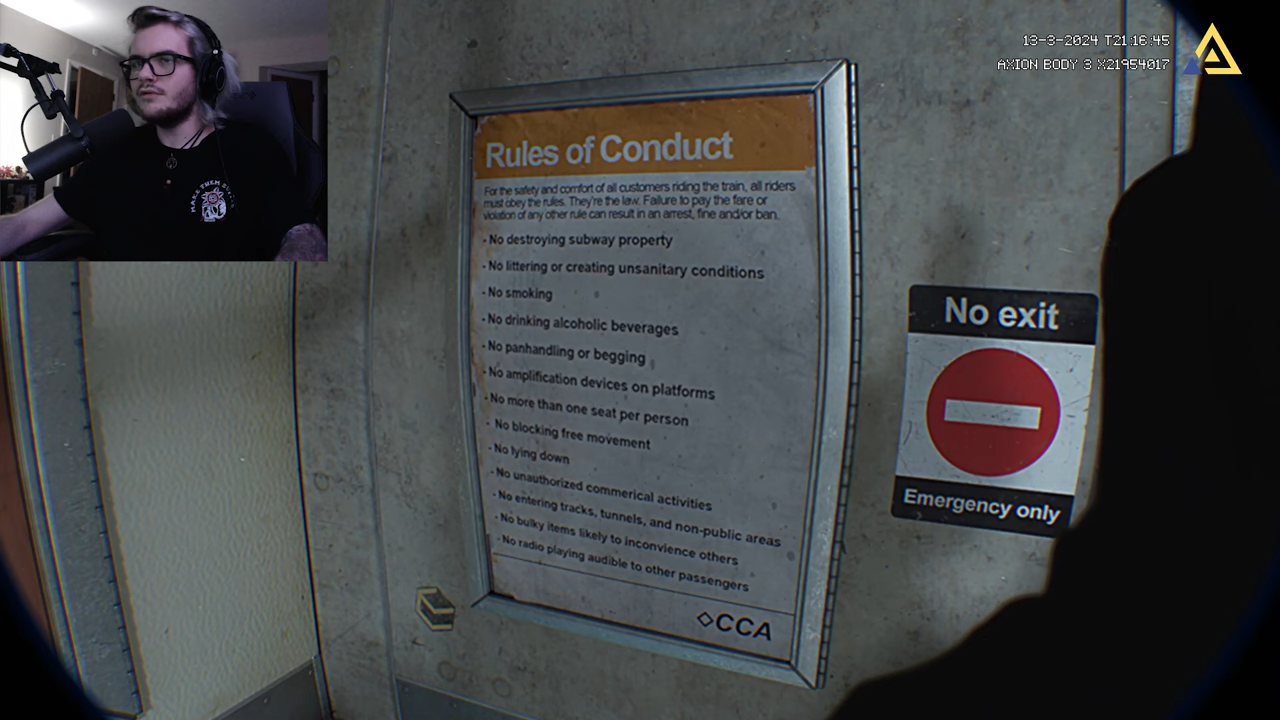 13-3-2024 T21:16:45
AXION BODY 3 X21954017
Rules of Conduct
For the safety and comfort of all customers riding the train, all riders
must obey the rules. They're the law. Failure to pay the fare or
violation of any other rule can result in an arrest, fine and/or ban.
- No destroying subway property
- No littering or creating unsanitary conditions
- No smoking
- No drinking alcoholic beverages
- No panhandling or begging
- No amplification devices on platforms
- No more than one seat per person
- No blocking free movement
- No lying down
- No unauthorized commerical activities
- No entering tracks, tunnels, and non-public areas
- No bulky items likely to inconvience others
- No radio playing audible to other passengers
CCA
No exit
Emergency only
MAKE THEM